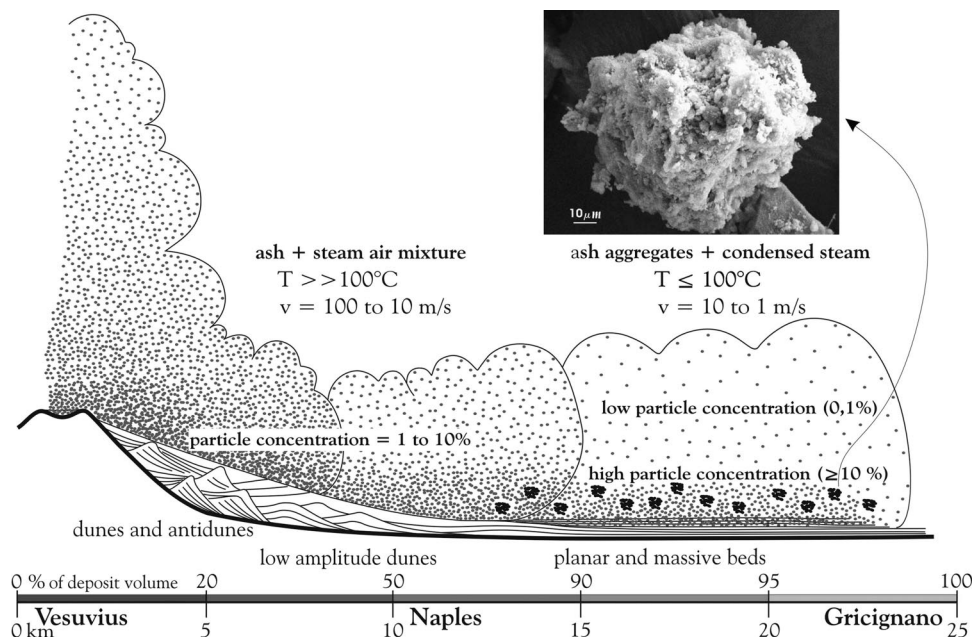 10μm
ash + steam air mixture
T >>100°C
v = 100 to 10 m/s
ash aggregates + condensed steam
T ≤ 100°C
v = 10 to 1 m/s
low particle concentration (0,1%)
particle concentration = 1 to 10%
high particle concentration (≥10 %)
dunes and antidunes
low amplitude dunes
planar and massive beds
0 % of deposit volume 20 50 90 95 100
Vesuvius Naples Gricignano
0 km 5 10 15 20 25